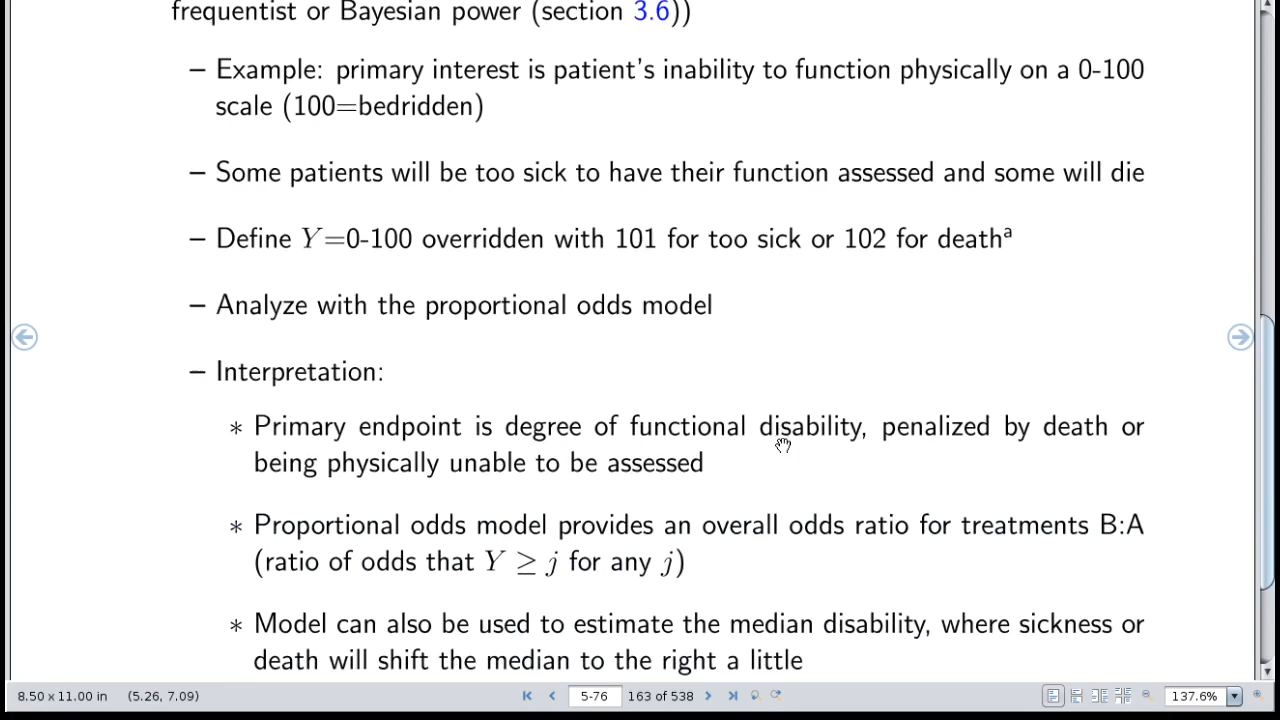 frequentist or Bayesian power (section 3.6))
– Example: primary interest is patient's inability to function physically on a 0-100
scale (100=bedridden)
– Some patients will be too sick to have their function assessed and some will die
– Define Y=0-100 overridden with 101 for too sick or 102 for deathᵃ
– Analyze with the proportional odds model
– Interpretation:
∗ Primary endpoint is degree of functional disability, penalized by death or
being physically unable to be assessed
∗ Proportional odds model provides an overall odds ratio for treatments B:A
(ratio of odds that Y ≥ j for any j)
∗ Model can also be used to estimate the median disability, where sickness or
death will shift the median to the right a little
8.50 x 11.00 in (5.26, 7.09) 5-76 163 of 538 137.6%